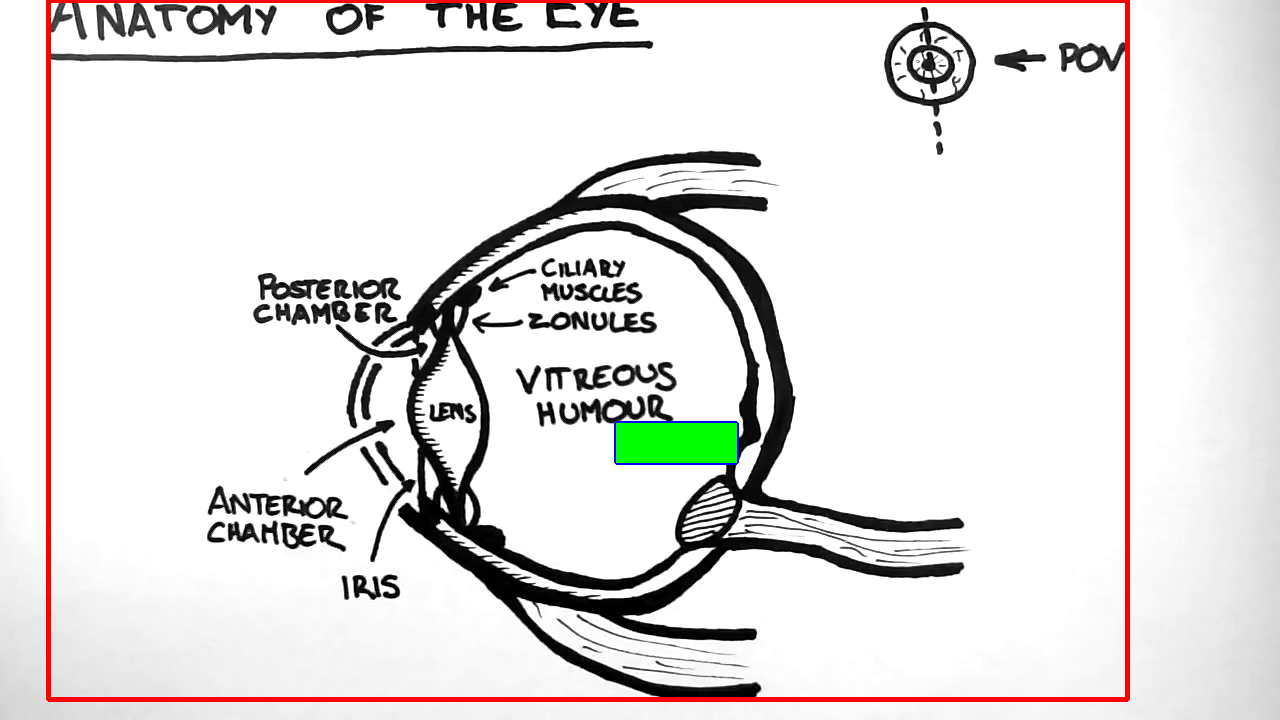 ANATOMY OF THE EYE
POV
CILIARY
MUSCLES
ZONULES
POSTERIOR
CHAMBER
VITREOUS
HUMOUR
LENS
ANTERIOR
CHAMBER
IRIS